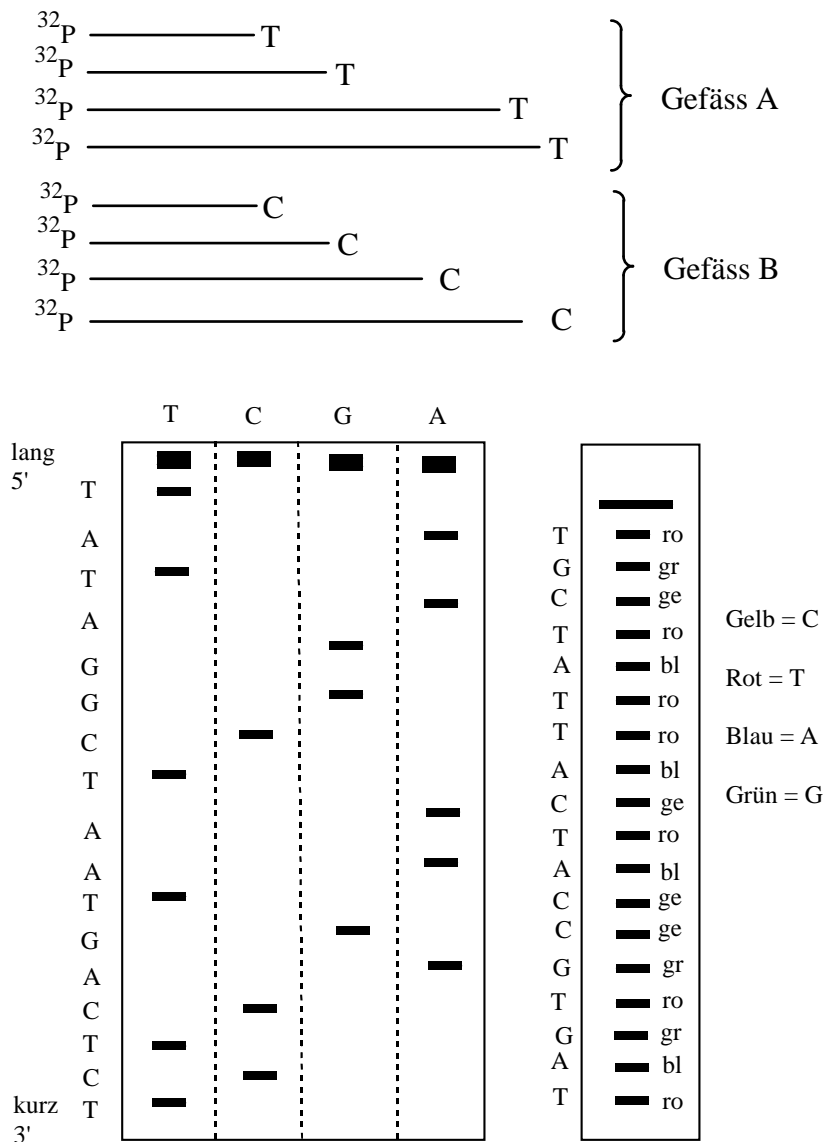 32P T
32P T
32P T
32P T
Gefäss A
32P C
32P C
32P C
32P C
Gefäss B
T C G A
lang
5'
T
A
T
A
G
G
C
T
A
A
T
G
A
C
T
C
T
kurz
3'
T ro
G gr
C ge
T ro
A bl
T ro
T ro
A bl
C ge
T ro
A bl
C ge
C ge
G gr
T ro
G gr
A bl
T ro
Gelb = C
Rot = T
Blau = A
Grün = G